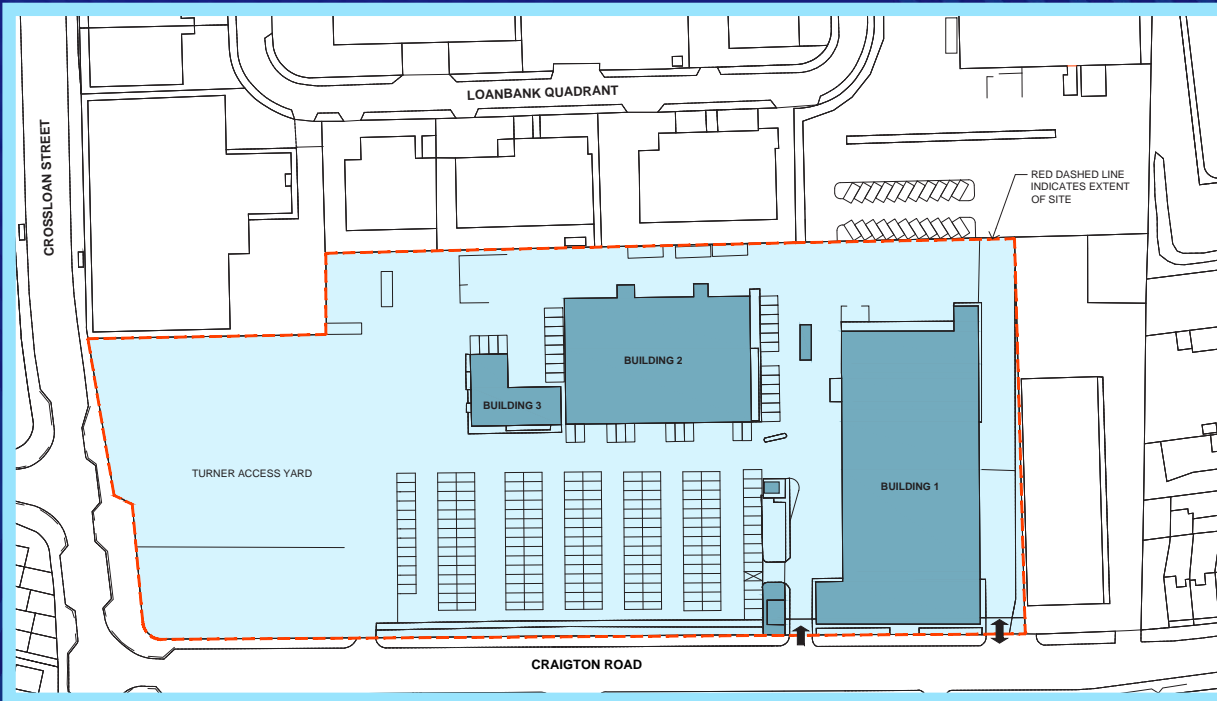 LOANBANK QUADRANT
CROSSLOAN STREET
RED DASHED LINE
INDICATES EXTENT
OF SITE
BUILDING 2
BUILDING 3
TURNER ACCESS YARD
BUILDING 1
CRAIGTON ROAD